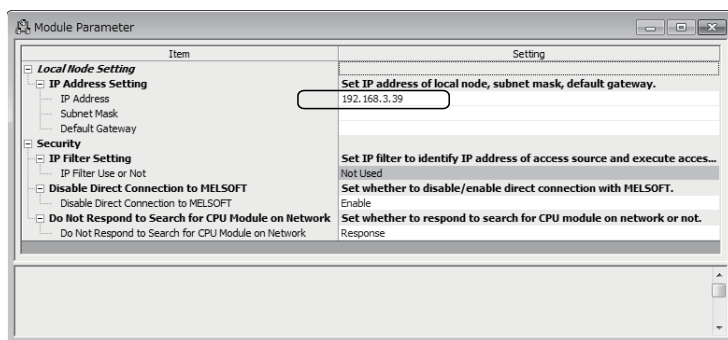 Module Parameter
Item Setting
Local Node Setting
IP Address Setting Set IP address of local node, subnet mask, default gateway.
IP Address 192.168.3.39
Subnet Mask
Default Gateway
Security
IP Filter Setting Set IP filter to identify IP address of access source and execute acces...
IP Filter Use or Not Not Used
Disable Direct Connection to MELSOFT Set whether to disable/enable direct connection with MELSOFT.
Disable Direct Connection to MELSOFT Enable
Do Not Respond to Search for CPU Module on Network Set whether to respond to search for CPU module on network or not.
Do Not Respond to Search for CPU Module on Network Response